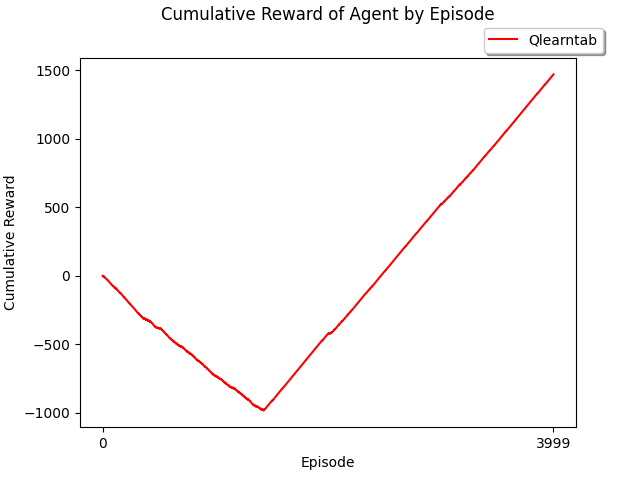 Cumulative Reward of Agent by Episode
Qlearntab
1500
1000
500
0
−500
−1000
Cumulative Reward
0
3999
Episode